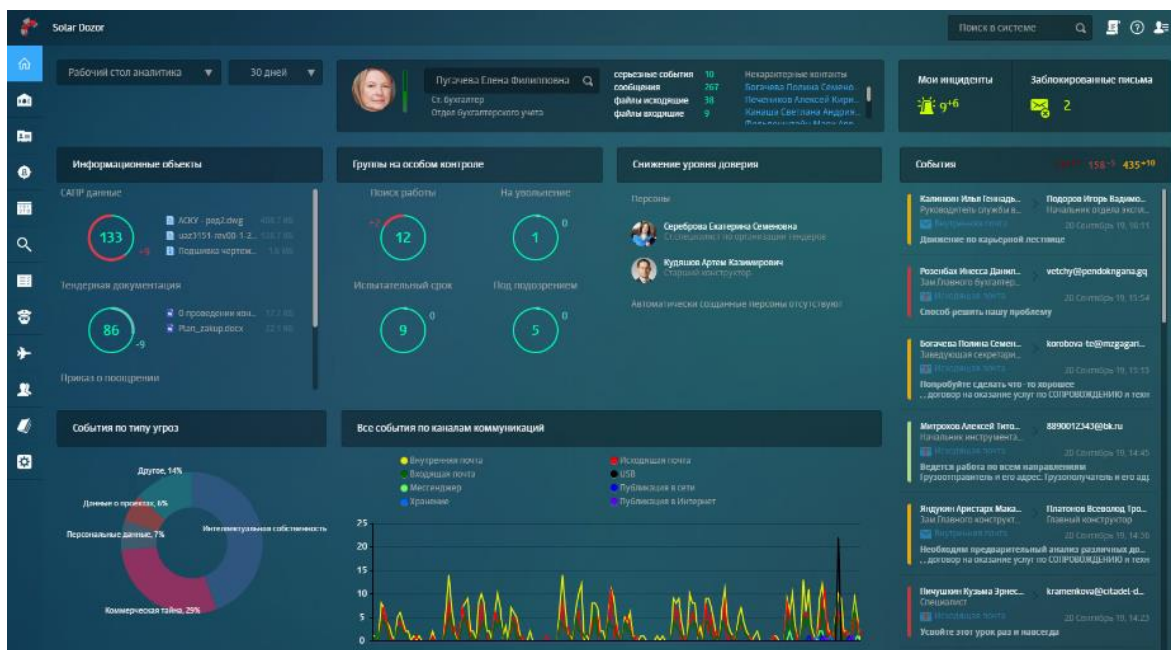 Solar Dozor
Поиск в системе
Рабочий стол аналитика
30 дней
Пугачева Елена Филипповна
Ст. бухгалтер
Отдел бухгалтерского учета
серьезные события 10
сообщения 267
файлы исходящие 38
файлы входящие 9
Нехарактерные контакты
Богачева Полина Семено...
Печенников Алексей Кири...
Канаша Светлана Андрия...
Мои инциденты
9+6
Заблокированные письма
2
Информационные объекты
САПР данные
133
АСКУ - ряд2.dwg
uaz3151-rev00-1-2...
Подшивка чертеж...
Тендерная документация
86
-9
О проведении кон...
Plan_zakup.docx
Приказ о поощрении
Группы на особом контроле
Поиск работы
12
+2
На увольнение
1
0
Испытательный срок
9
0
Под подозрением
5
0
Снижение уровня доверия
Персоны
Сереброва Екатерина Семеновна
Ст.специалист по организации тендеров
Кудяшов Артем Казимирович
Старший конструктор
Автоматически созданные персоны отсутствуют
События
158-5 435+10
Калинкин Илья Геннадь...
Подоров Игорь Вадимо...
Руководитель службы в...
Начальник отдела экспл...
Внутренняя почта
20 Сентябрь 19, 16:11
Движение по карьерной лестнице
Розенбах Инесса Данил...
vetchy@pendokngana.gq
Зам.Главного бухгалтер...
Исходящая почта
20 Сентябрь 19, 15:54
Способ решить нашу проблему
Богачева Полина Семен...
korobova-te@mzgagari...
Заведующая секретари...
Исходящая почта
20 Сентябрь 19, 15:15
Попробуйте сделать что-то хорошее
, , договор на оказание услуг по СОПРОВОЖДЕНИЮ и техн
Митрохов Алексей Тито...
8890012343@bk.ru
Начальник инструмента...
Исходящая почта
20 Сентябрь 19, 14:45
Ведется работа по всем направлениям
Грузоотправитель и его адрес: Грузополучатель и его адр
Яндукин Аристарх Мака...
Платонов Всеволод Тро...
Зам.Главного конструкт...
Главный конструктор
Внутренняя почта
20 Сентябрь 19, 14:36
Необходим предварительный анализ различных до...
, , договор на оказание услуг по СОПРОВОЖДЕНИЮ и техн
Пичушкин Кузьма Эрнес...
kramenkova@citadel-d...
Специалист
Исходящая почта
20 Сентябрь 19, 14:23
Усвойте этот урок раз и навсегда
События по типу угроз
Другое, 14%
Данные о проектах, 6%
Персональные данные, 7%
Интеллектуальная собственность
Коммерческая тайна, 29%
Все события по каналам коммуникаций
Внутренняя почта
Входящая почта
Мессенджер
Хранение
Исходящая почта
USB
Публикация в сети
Публикация в Интернет
25
20
15
10
5
0